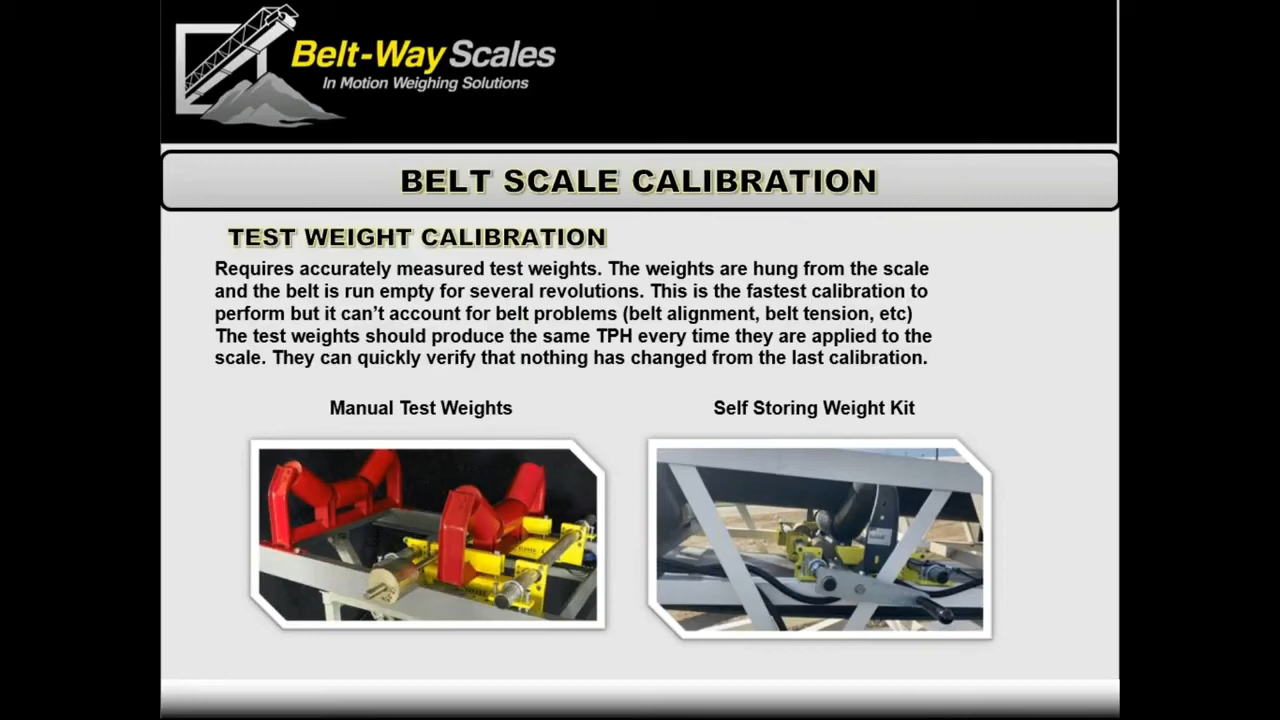 Belt-Way Scales
In Motion Weighing Solutions
BELT SCALE CALIBRATION
TEST WEIGHT CALIBRATION
Requires accurately measured test weights. The weights are hung from the scale
and the belt is run empty for several revolutions. This is the fastest calibration to
perform but it can’t account for belt problems (belt alignment, belt tension, etc)
The test weights should produce the same TPH every time they are applied to the
scale. They can quickly verify that nothing has changed from the last calibration.
Manual Test Weights
Self Storing Weight Kit